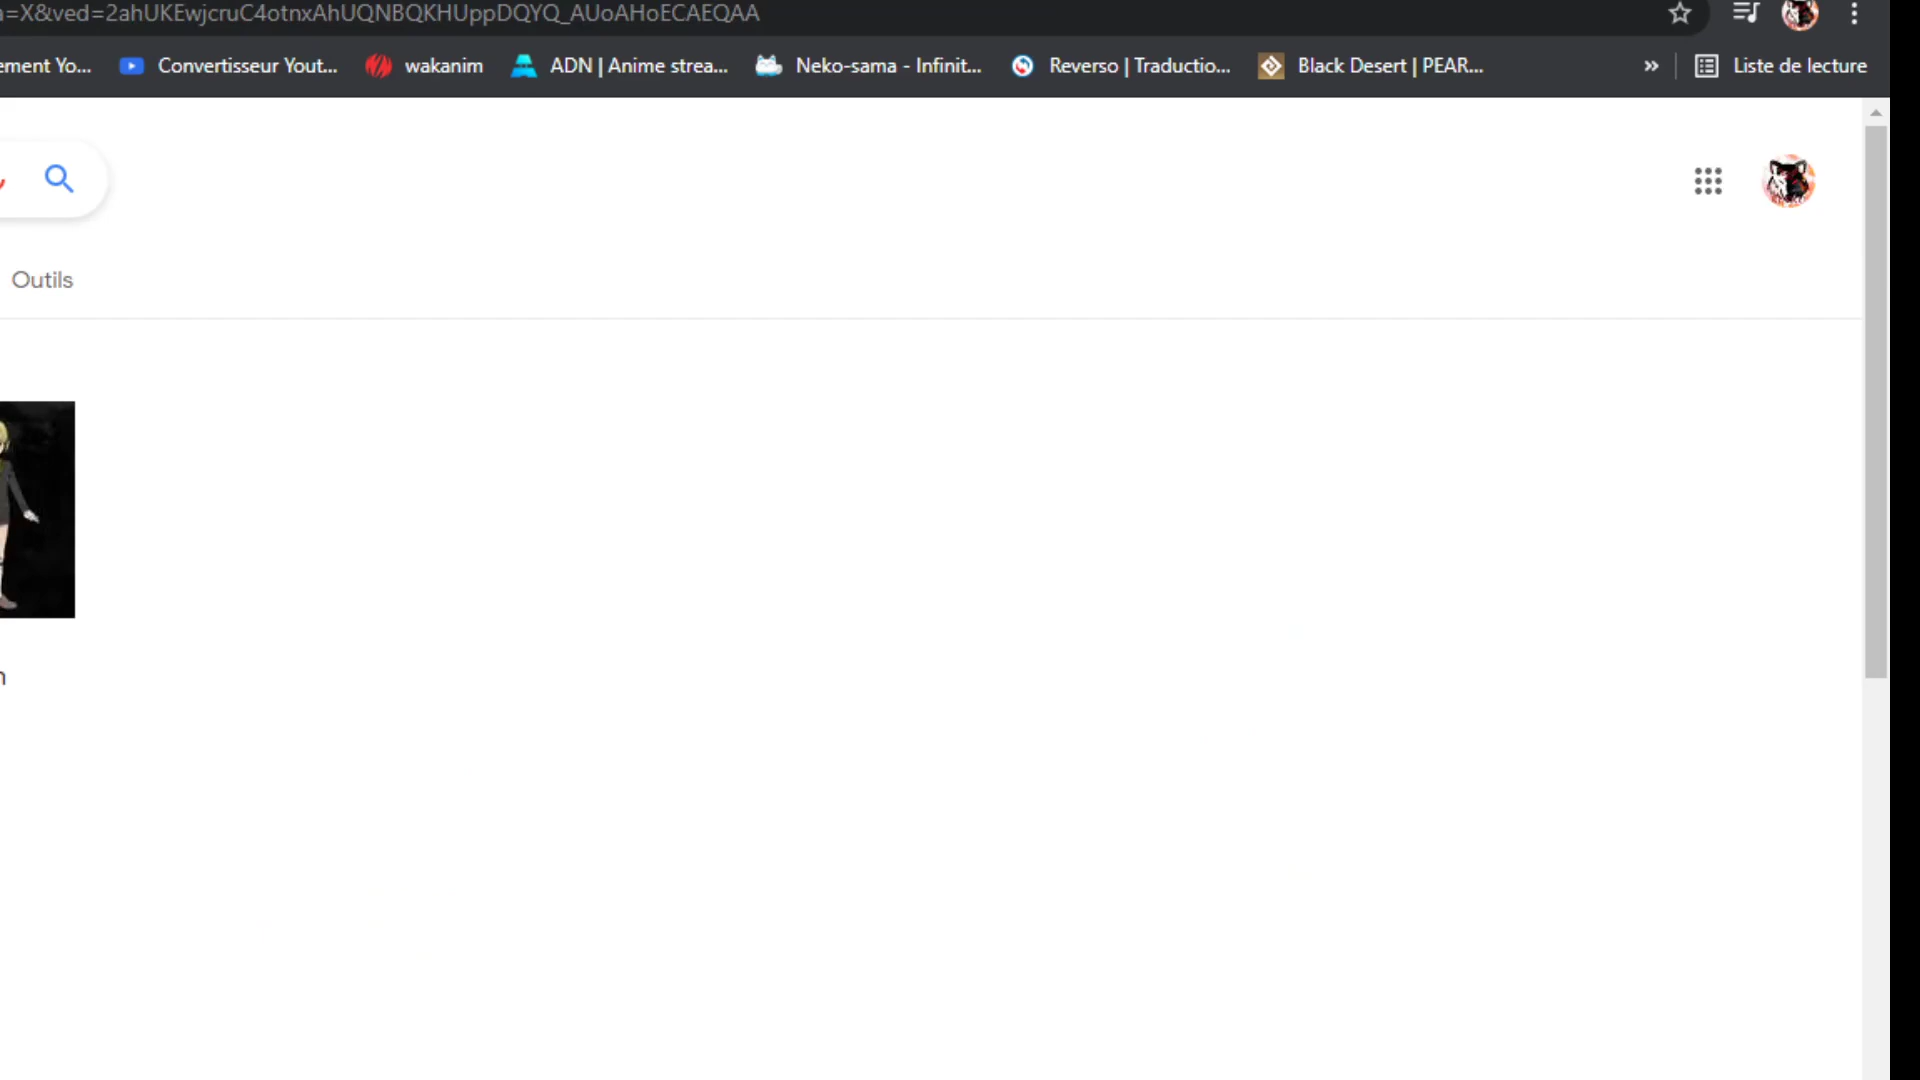 =X&ved=2ahUKEwjcruC4otnxAhUQNBQKHUppDQYQ_AUoAHoECAEQAA
ement Yo... Convertisseur Yout... wakanim ADN | Anime strea... Neko-sama - Infinit... Reverso | Traductio... Black Desert | PEAR... » Liste de lecture
Outils